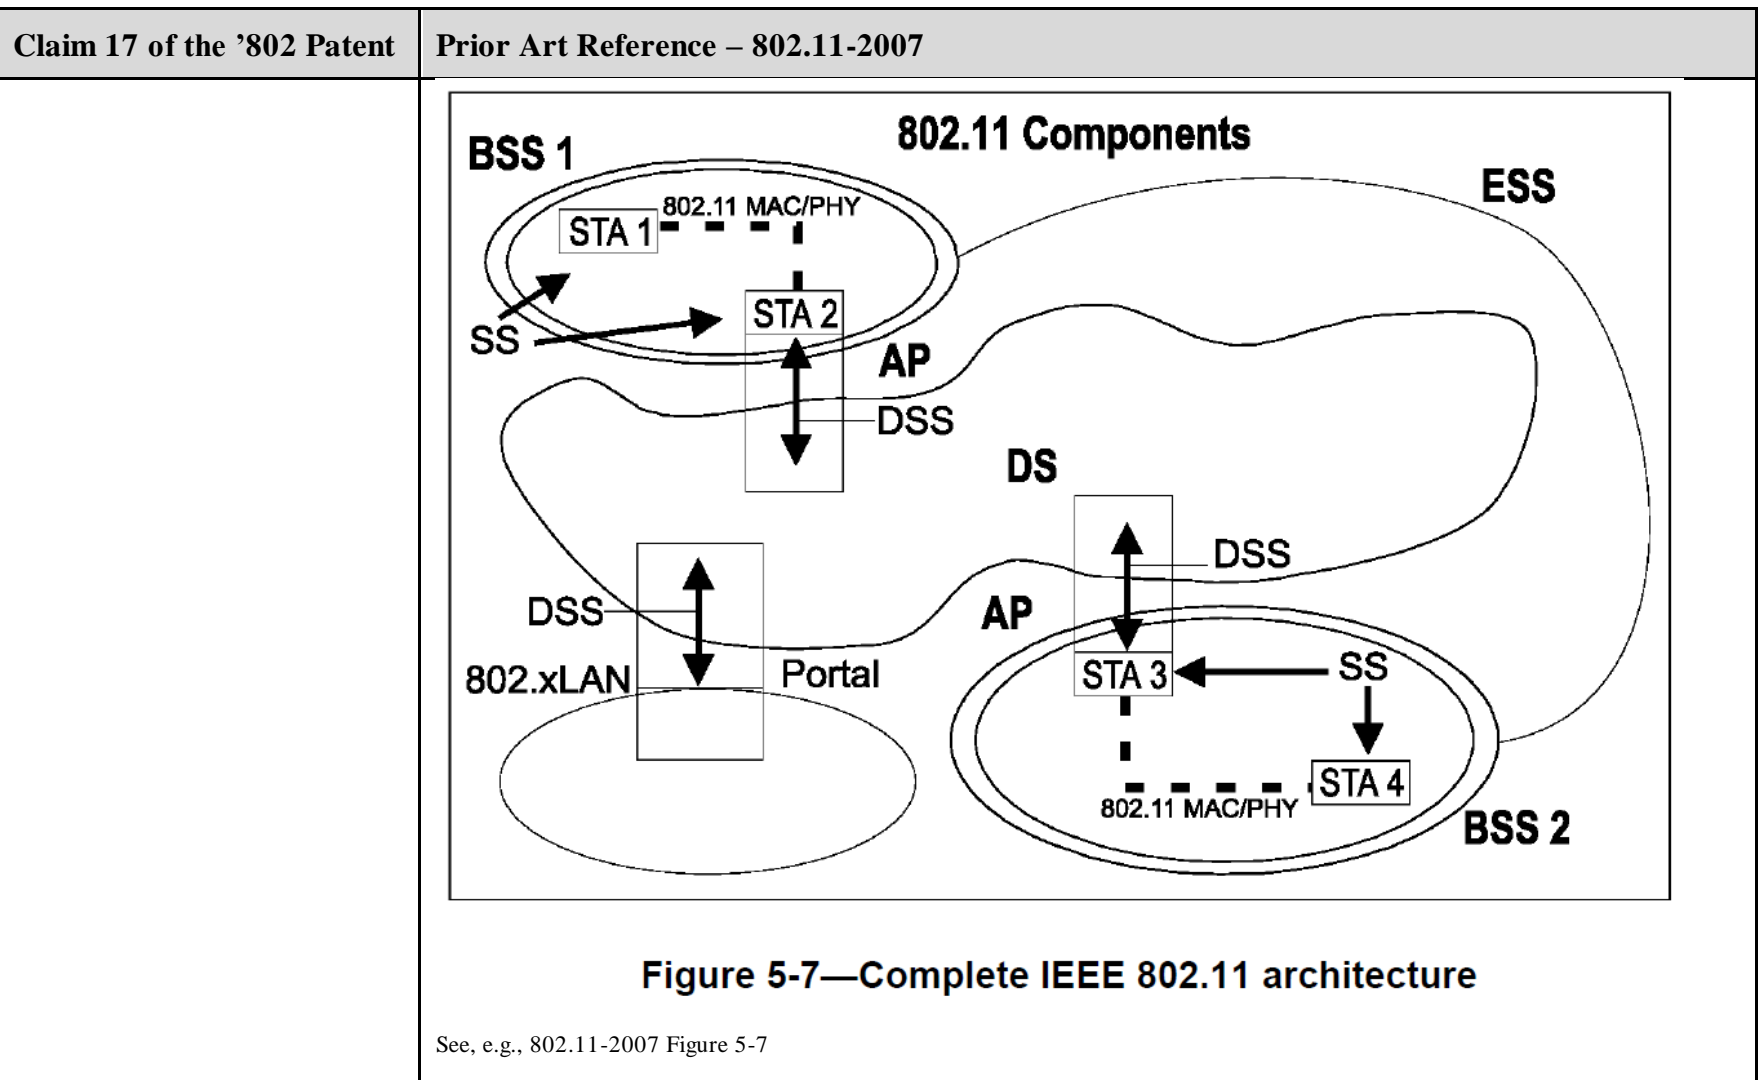 Claim 17 of the ’802 Patent
Prior Art Reference – 802.11-2007
802.11 Components
BSS 1
ESS
802.11 MAC/PHY
STA 1
STA 2
SS
AP
DSS
DS
DSS
AP
DSS
802.xLAN
Portal
STA 3
SS
STA 4
802.11 MAC/PHY
BSS 2
Figure 5-7—Complete IEEE 802.11 architecture
See, e.g., 802.11-2007 Figure 5-7